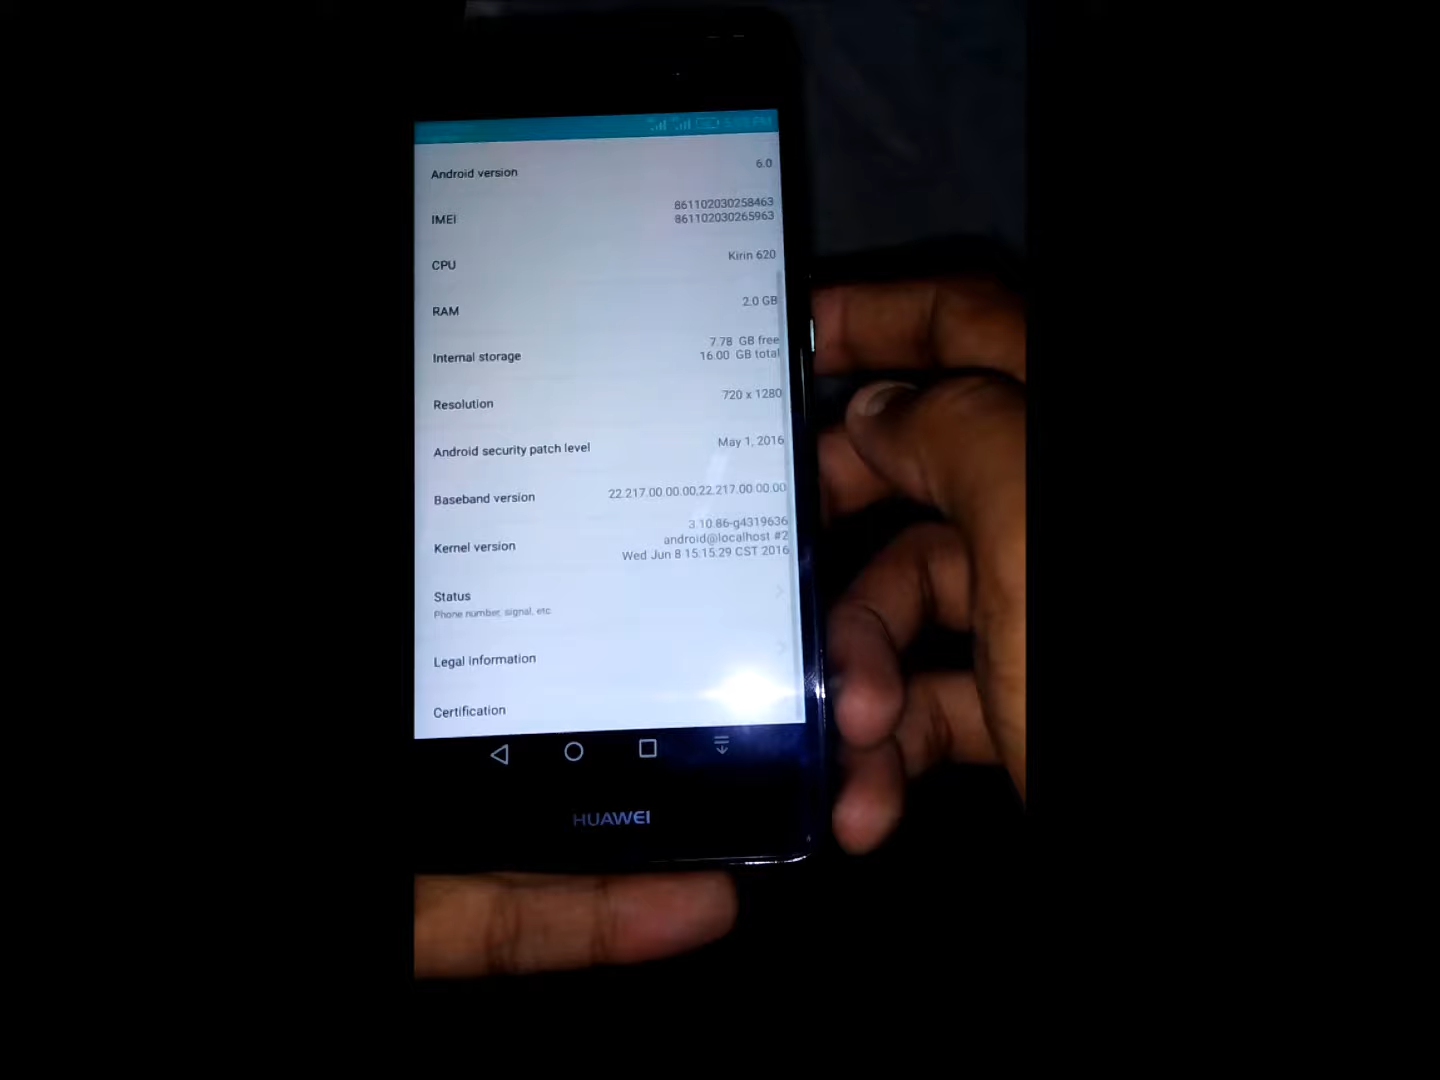 Android version 6.0
861102030258463
IMEI 861102030265963
CPU Kirin 620
RAM 2.0 GB
7.78 GB free
Internal storage 16.00 GB total
Resolution 720 x 1280
Android security patch level May 1, 2016
Baseband version 22.217.00.00.00,22.217.00.00.00
3.10.86-g4319636
Kernel version android@localhost #2
Wed Jun 8 15:15:29 CST 2016
Status
Phone number, signal, etc.
Legal information
Certification
HUAWEI